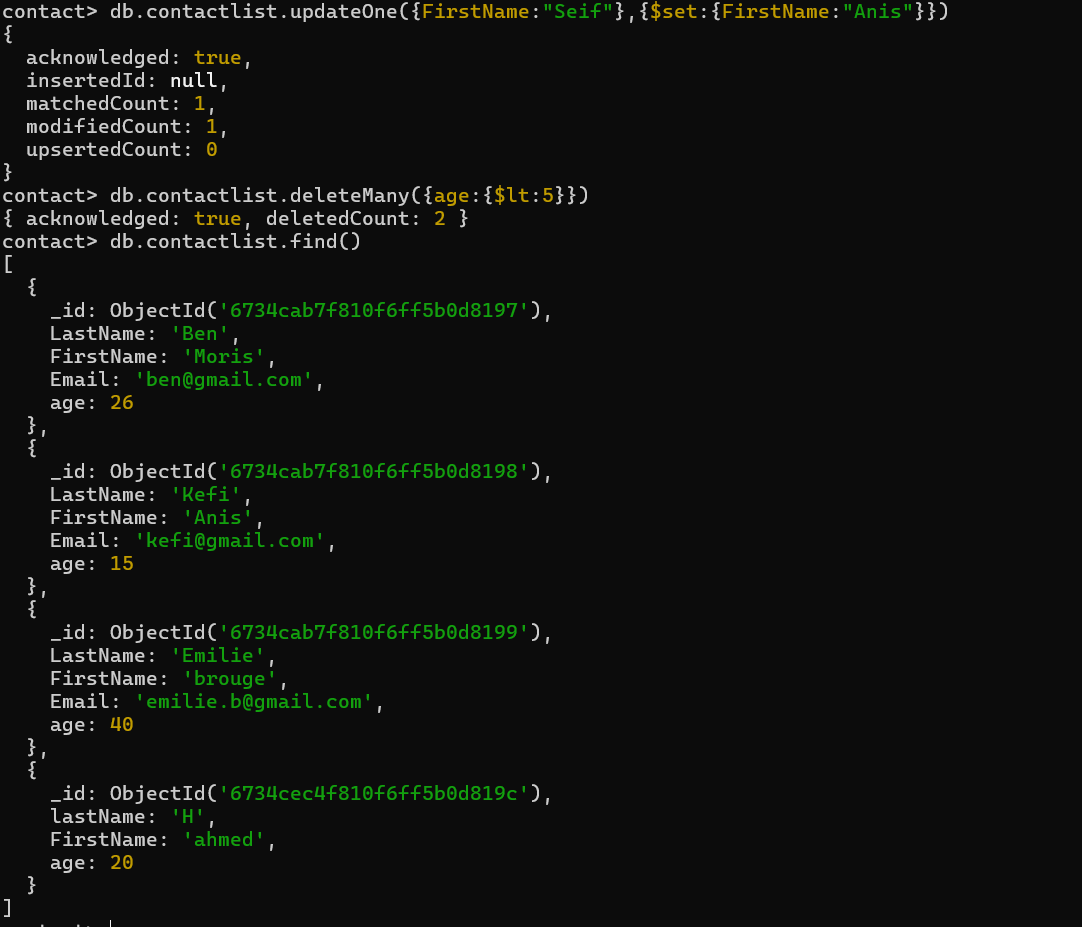 contact> db.contactlist.updateOne({FirstName:"Seif"},{$set:{FirstName:"Anis"}})
{
  acknowledged: true,
  insertedId: null,
  matchedCount: 1,
  modifiedCount: 1,
  upsertedCount: 0
}
contact> db.contactlist.deleteMany({age:{$lt:5}})
{ acknowledged: true, deletedCount: 2 }
contact> db.contactlist.find()
[
  {
    _id: ObjectId('6734cab7f810f6ff5b0d8197'),
    LastName: 'Ben',
    FirstName: 'Moris',
    Email: 'ben@gmail.com',
    age: 26
  },
  {
    _id: ObjectId('6734cab7f810f6ff5b0d8198'),
    LastName: 'Kefi',
    FirstName: 'Anis',
    Email: 'kefi@gmail.com',
    age: 15
  },
  {
    _id: ObjectId('6734cab7f810f6ff5b0d8199'),
    LastName: 'Emilie',
    FirstName: 'brouge',
    Email: 'emilie.b@gmail.com',
    age: 40
  },
  {
    _id: ObjectId('6734cec4f810f6ff5b0d819c'),
    lastName: 'H',
    FirstName: 'ahmed',
    age: 20
  }
]